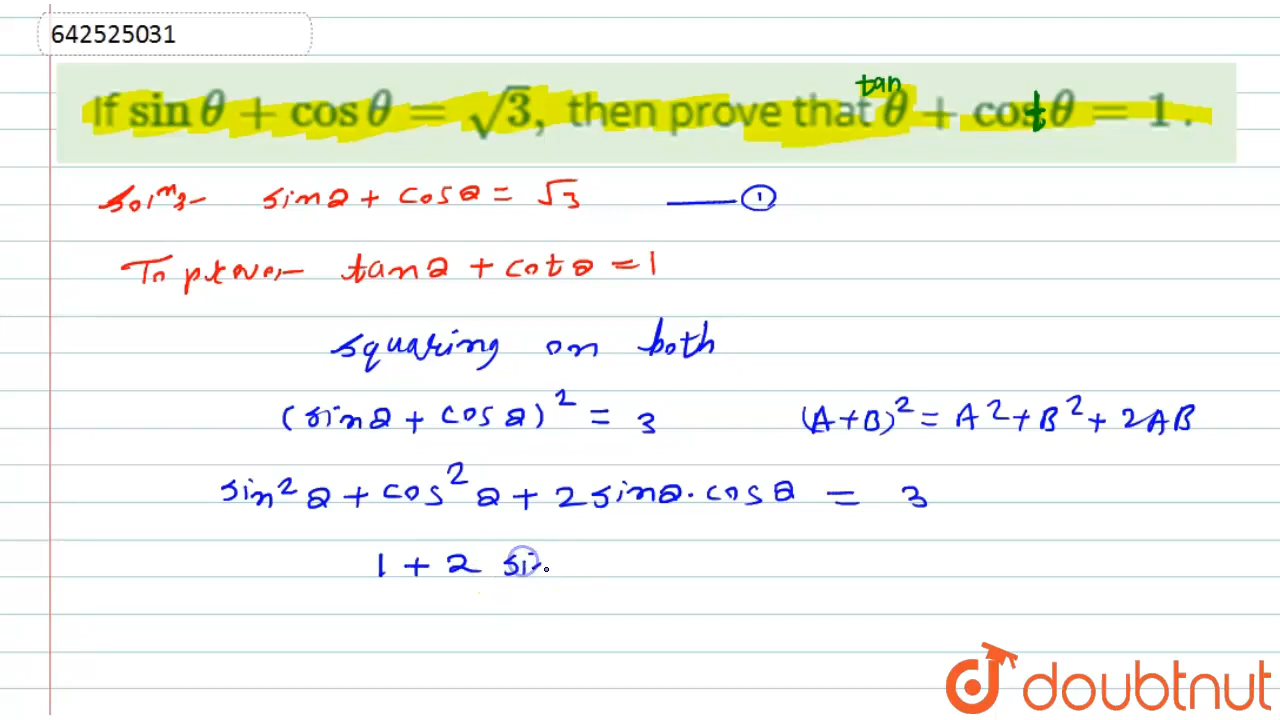 642525031
If sin θ + cos θ = √3, then prove that tan θ + cot θ = 1.
Solⁿ:- sinθ + cosθ = √3 —— ①
To prove:- tanθ + cotθ = 1
squaring on both
(sinθ + cosθ)² = 3 (A+B)² = A² + B² + 2AB
sin²θ + cos²θ + 2sinθ·cosθ = 3
1 + 2 si
doubtnut